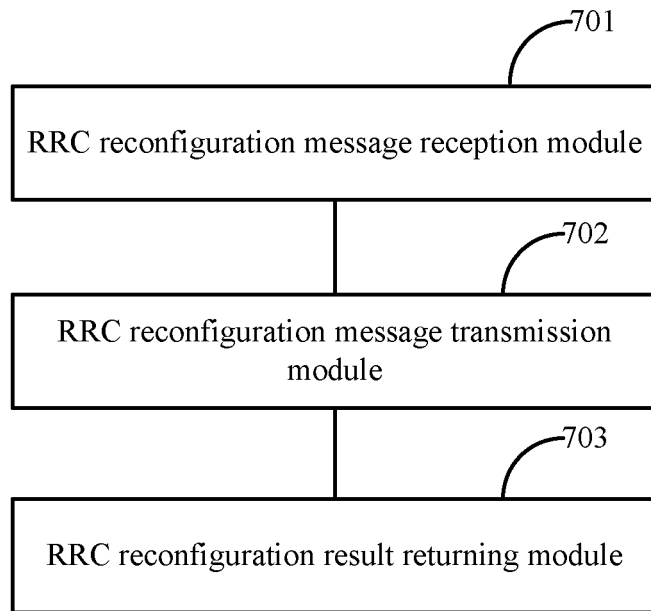 701
RRC reconfiguration message reception module
702
RRC reconfiguration message transmission
module
703
RRC reconfiguration result returning module